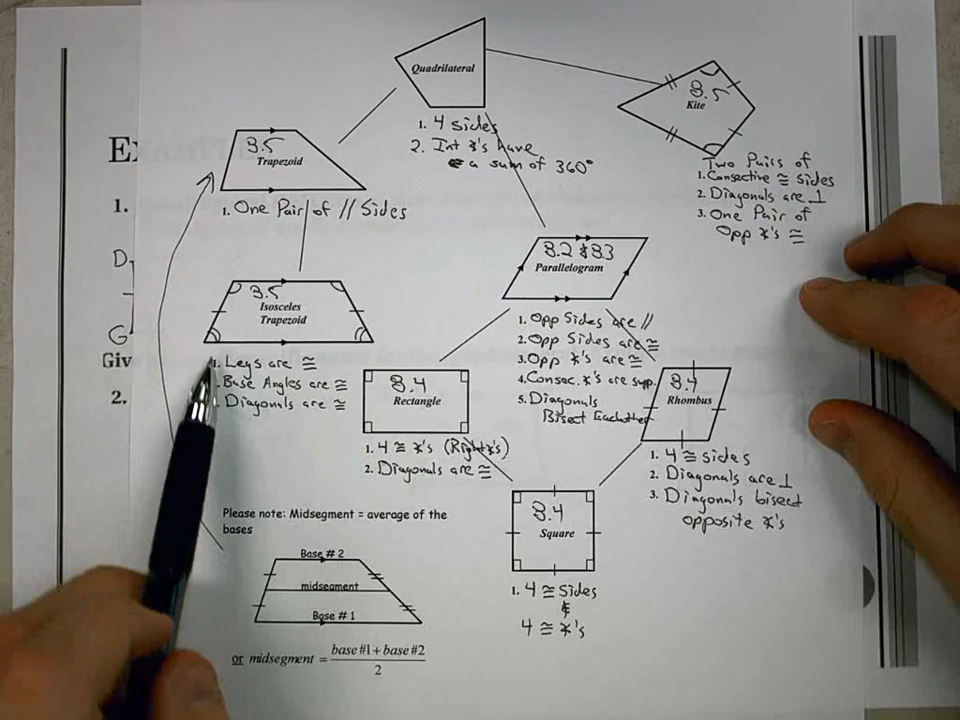 Quadrilateral
1. 4 sides
2. Int ∡'s have
a sum of 360°
8.5
Kite
Two Pairs of
1. Consective ≅ sides
2. Diagonals are ⊥
3. One Pair of
Opp ∡'s ≅
8.5
Trapezoid
1. One Pair of // Sides
Ex
1.
D
G
Giv
2.
8.5
Isosceles
Trapezoid
1. Legs are ≅
Base Angles are ≅
Diagonals are ≅
8.2 & 8.3
Parallelogram
1. Opp Sides are //
2. Opp Sides are ≅
3. Opp ∡'s are ≅
4. Consec. ∡'s are supp.
5. Diagonals
Bisect Eachother
8.4
Rectangle
1. 4 ≅ ∡'s (Right ∡'s)
2. Diagonals are ≅
8.4
Rhombus
1. 4 ≅ sides
2. Diagonals are ⊥
3. Diagonals bisect
opposite ∡'s
8.4
Square
1. 4 ≅ Sides
&
4 ≅ ∡'s
Please note: Midsegment = average of the
bases
Base # 2
midsegment
Base # 1
or midsegment = base #1 + base #2 / 2